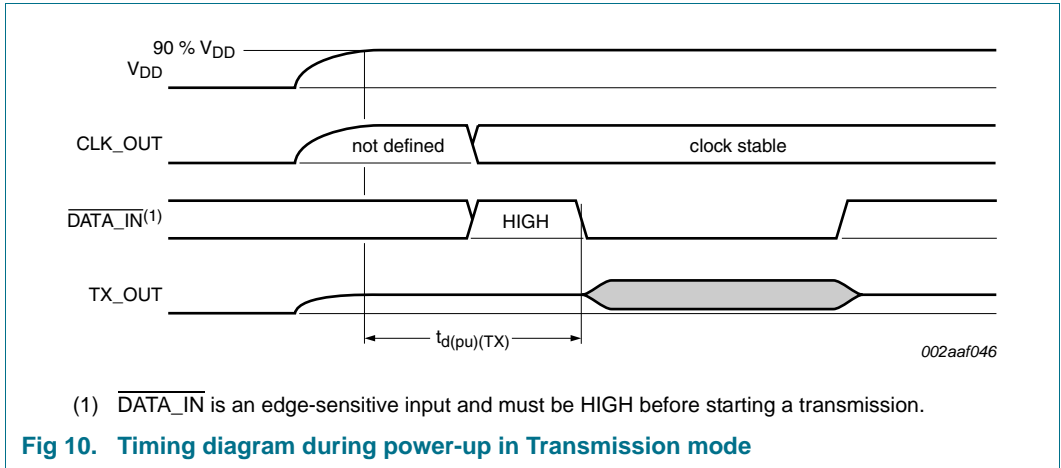 90 % VDD
VDD
CLK_OUT
not defined
clock stable
DATA_IN(1)
HIGH
TX_OUT
td(pu)(TX)
002aaf046
(1) DATA_IN is an edge-sensitive input and must be HIGH before starting a transmission.
Fig 10. Timing diagram during power-up in Transmission mode